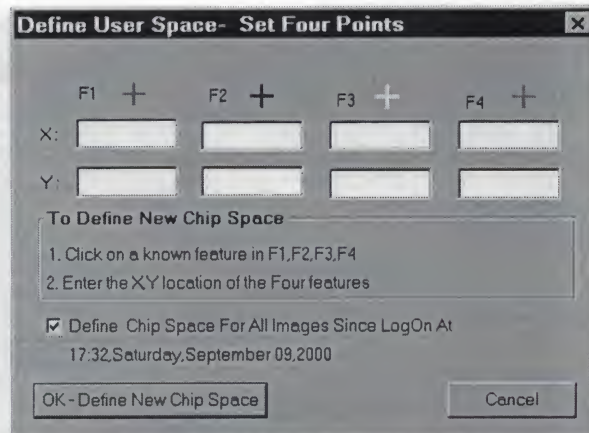 Define User Space- Set Four Points
F1 F2 F3 F4
X:
Y:
To Define New Chip Space
1. Click on a known feature in F1,F2,F3,F4
2. Enter the XY location of the Four features
Define Chip Space For All Images Since LogOn At
17:32,Saturday,September 09,2000
OK - Define New Chip Space Cancel